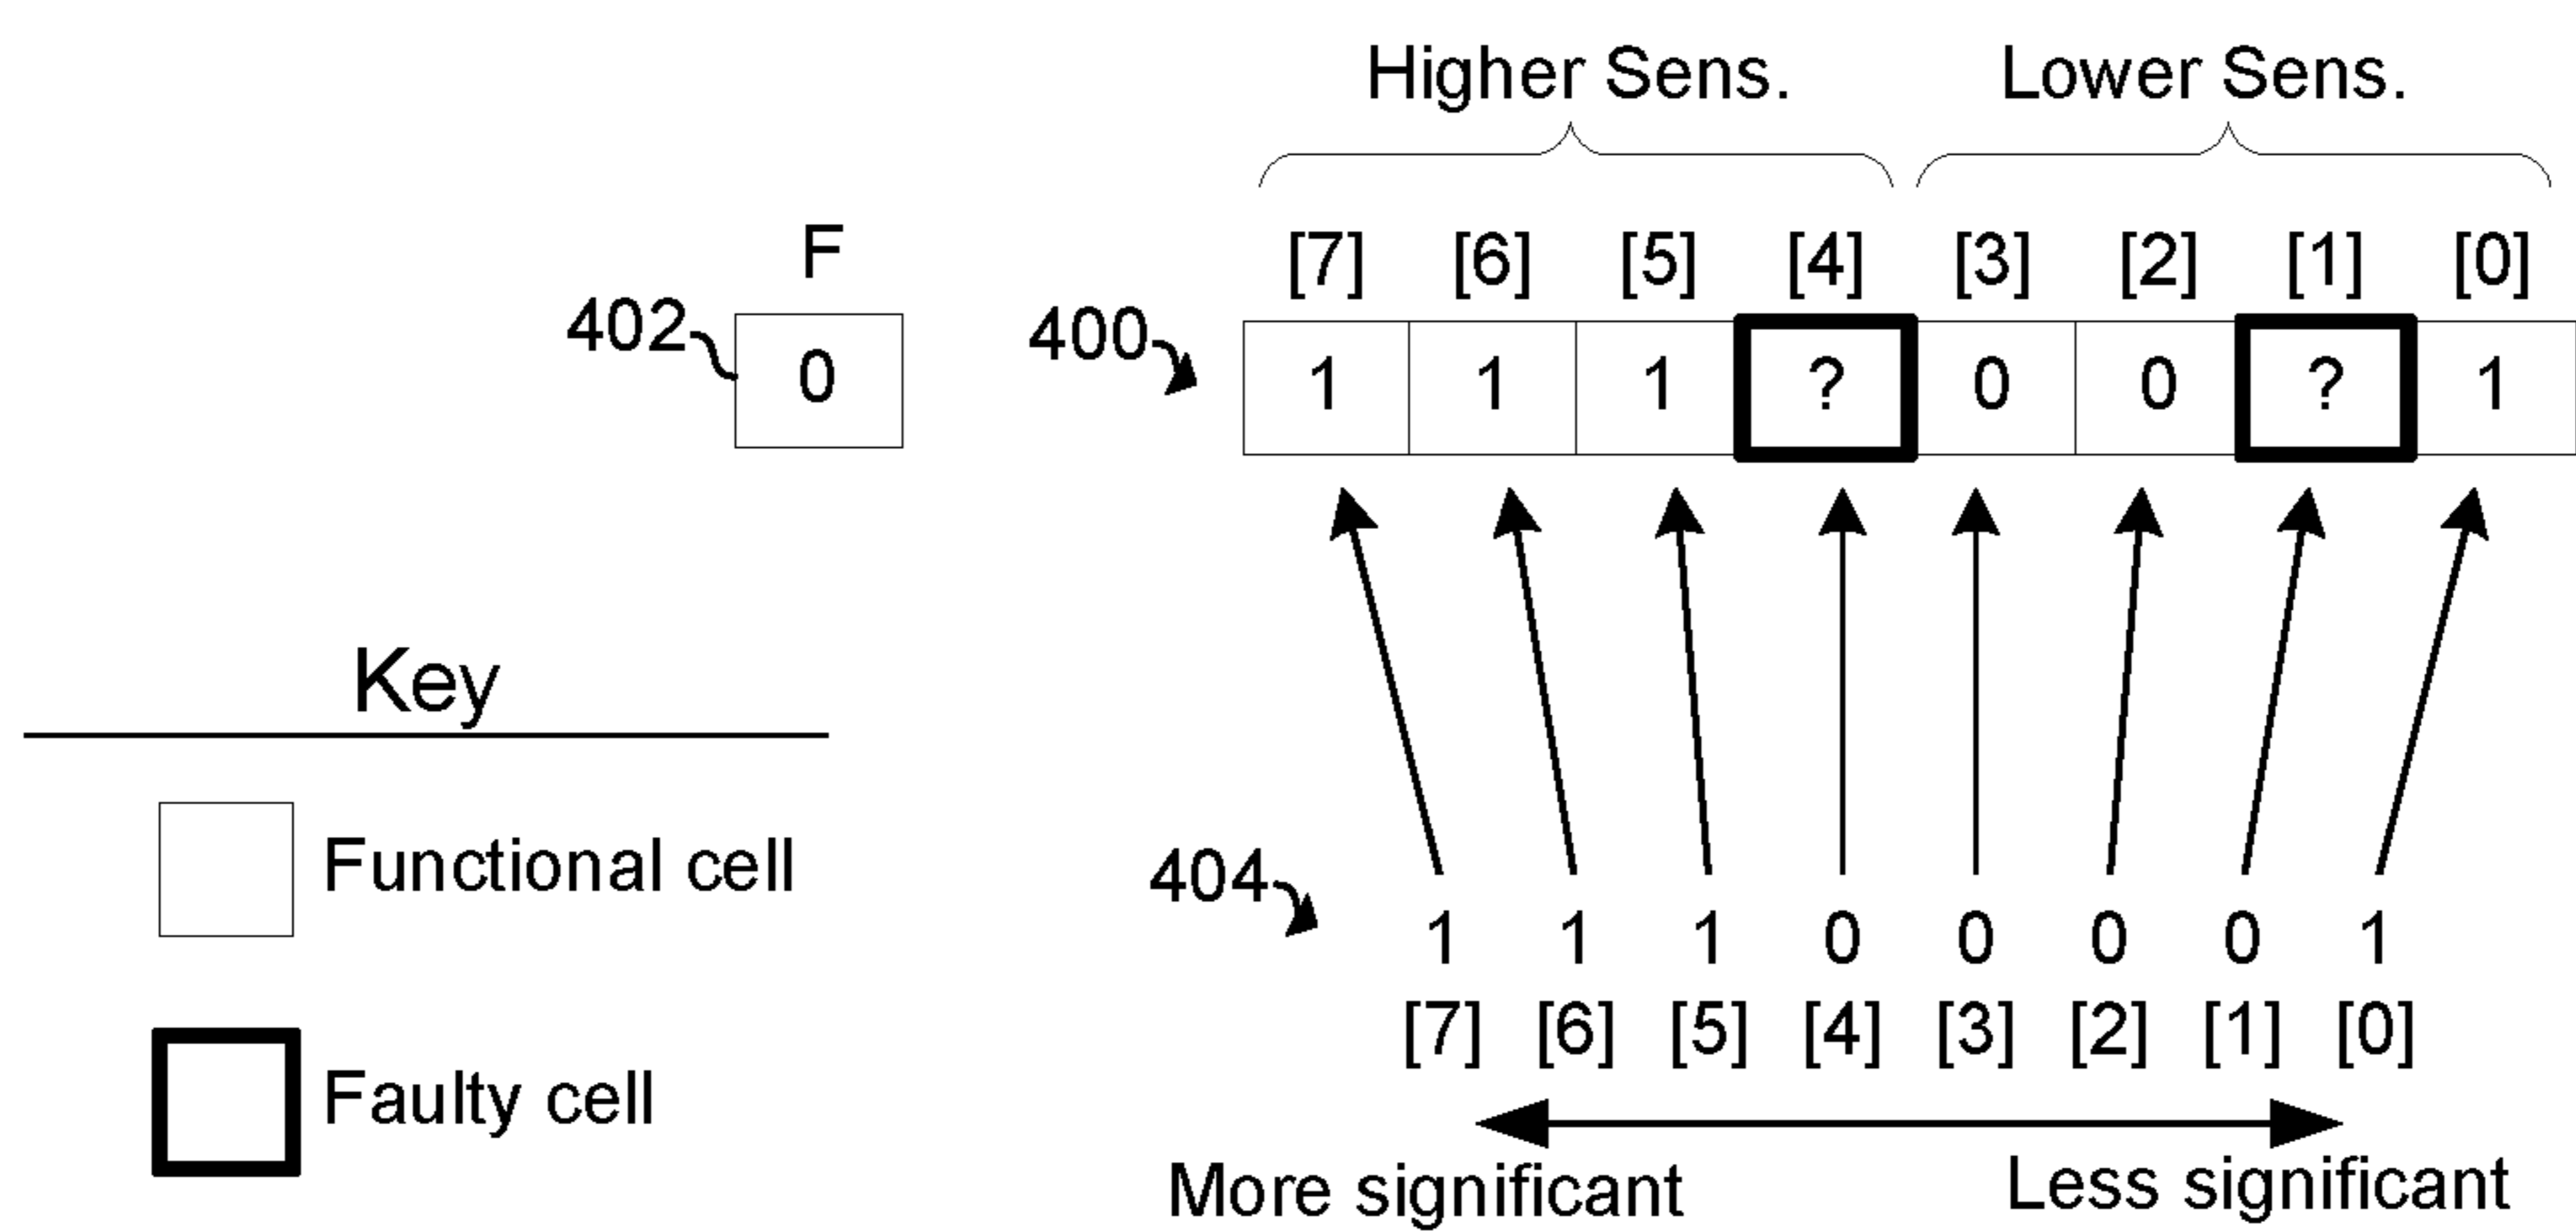 Higher Sens. Lower Sens.
F [7] [6] [5] [4] [3] [2] [1] [0]
402 0 400 1 1 1 ? 0 0 ? 1
Key
Functional cell
404 1 1 1 0 0 0 0 1
[7] [6] [5] [4] [3] [2] [1] [0]
Faulty cell
More significant Less significant